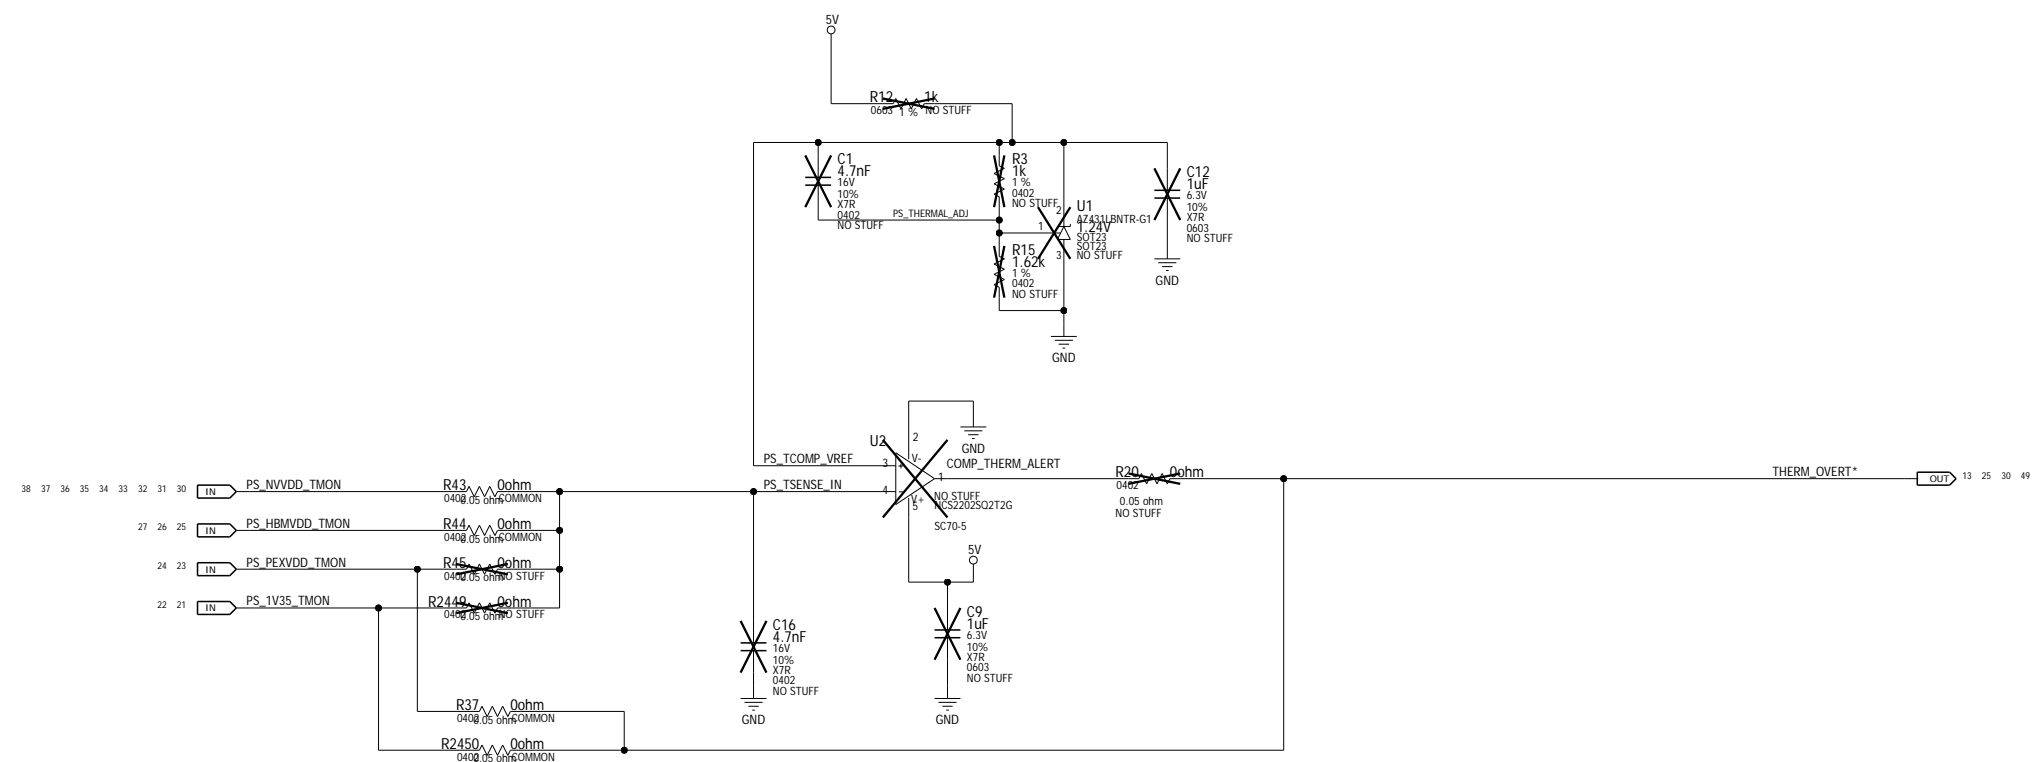 5V
R12 1k
0603 1 % NO STUFF
C1
4.7nF
16V
10%
X7R
0402
NO STUFF
R3
1k
1 %
0402
NO STUFF
PS_THERMAL_ADJ
2
1
3
U1
AZ431LBNTR-G1
1.24V
SOT23
SOT23
NO STUFF
R15
1.62k
1 %
0402
NO STUFF
C12
1uF
6.3V
10%
X7R
0603
NO STUFF
GND
GND
U2
2
V-
GND
PS_TCOMP_VREF 3 +
COMP_THERM_ALERT
1
PS_TSENSE_IN 4 -
V+
5
NO STUFF
NCS2202SQ2T2G
SC70-5
R20 0ohm
0402
0.05 ohm
NO STUFF
THERM_OVERT*
OUT 13 25 30 49
38 37 36 35 34 33 32 31 30 IN PS_NVVDD_TMON
R43 0ohm
0402 0.05 ohm COMMON
27 26 25 IN PS_HBMVDD_TMON
R44 0ohm
0402 0.05 ohm COMMON
24 23 IN PS_PEXVDD_TMON
R45 0ohm
0402 0.05 ohm NO STUFF
22 21 IN PS_1V35_TMON
R2449 0ohm
0402 0.05 ohm NO STUFF
5V
C16
4.7nF
16V
10%
X7R
0402
NO STUFF
GND
C9
1uF
6.3V
10%
X7R
0603
NO STUFF
GND
R37 0ohm
0402 0.05 ohm COMMON
R2450 0ohm
0402 0.05 ohm COMMON